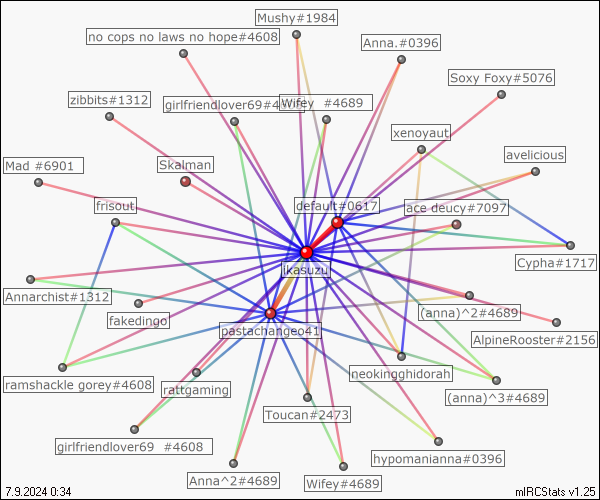 Mushy#1984
no cops no laws no hope#4608
Anna.#0396
Soxy Foxy#5076
zibbits#1312
girlfriendlover69#4
Wifey #4689
xenoyaut
avelicious
Mad #6901
Skalman
frisout
default#0617
ace deucy#7097
Cypha#1717
jkasuzu
Annarchist#1312
fakedingo
pastachangeo41
(anna)^2#4689
AlpineRooster#2156
ramshackle gorey#4608
rattgaming
neokingghidorah
(anna)^3#4689
Toucan#2473
girlfriendlover69 #4608
hypomanianna#0396
Anna^2#4689
Wifey#4689
7.9.2024 0:34
mIRCStats v1.25